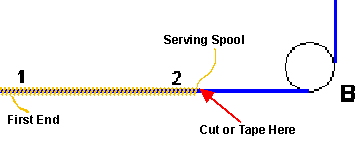 Serving Spool
1
2
B
First End
Cut or Tape Here